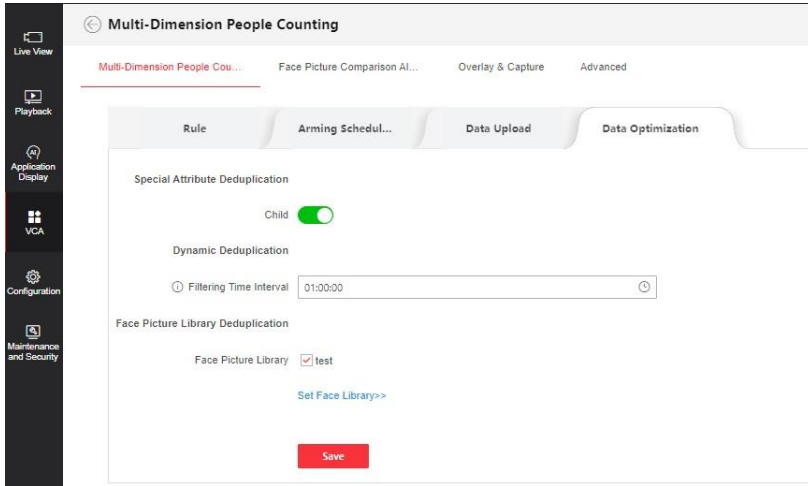 Multi-Dimension People Counting
Live View
Multi-Dimension People Cou...
Face Picture Comparison Al...
Overlay & Capture
Advanced
Playback
Rule
Arming Schedul...
Data Upload
Data Optimization
AI
Application
Display
Special Attribute Deduplication
Child
VCA
Dynamic Deduplication
Configuration
Filtering Time Interval
01:00:00
Face Picture Library Deduplication
Maintenance
and Security
Face Picture Library
test
Set Face Library>>
Save